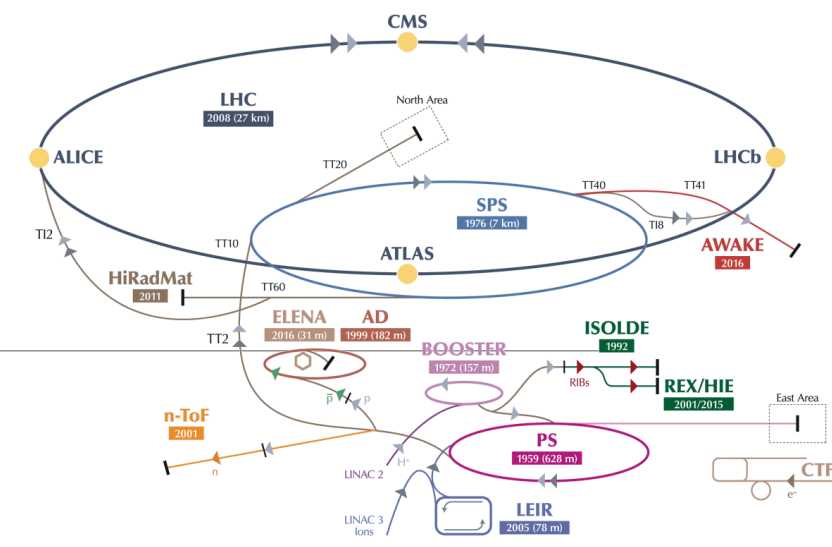 CMS
LHC
2008 (27 km)
North Area
ALICE
TT20
LHCb
TT40
TT41
SPS
1976 (7 km)
TI2
TT10
TI8
ATLAS
AWAKE
2016
HiRadMat
2011
TT60
ELENA
2016 (31 m)
AD
1999 (182 m)
TT2
ISOLDE
1992
BOOSTER
1972 (157 m)
RIBs
REX/HIE
2001/2015
p̅
p
East Area
n-ToF
2001
PS
1959 (628 m)
n
H⁺
LINAC 2
CTF
e⁻
LEIR
2005 (78 m)
LINAC 3
Ions